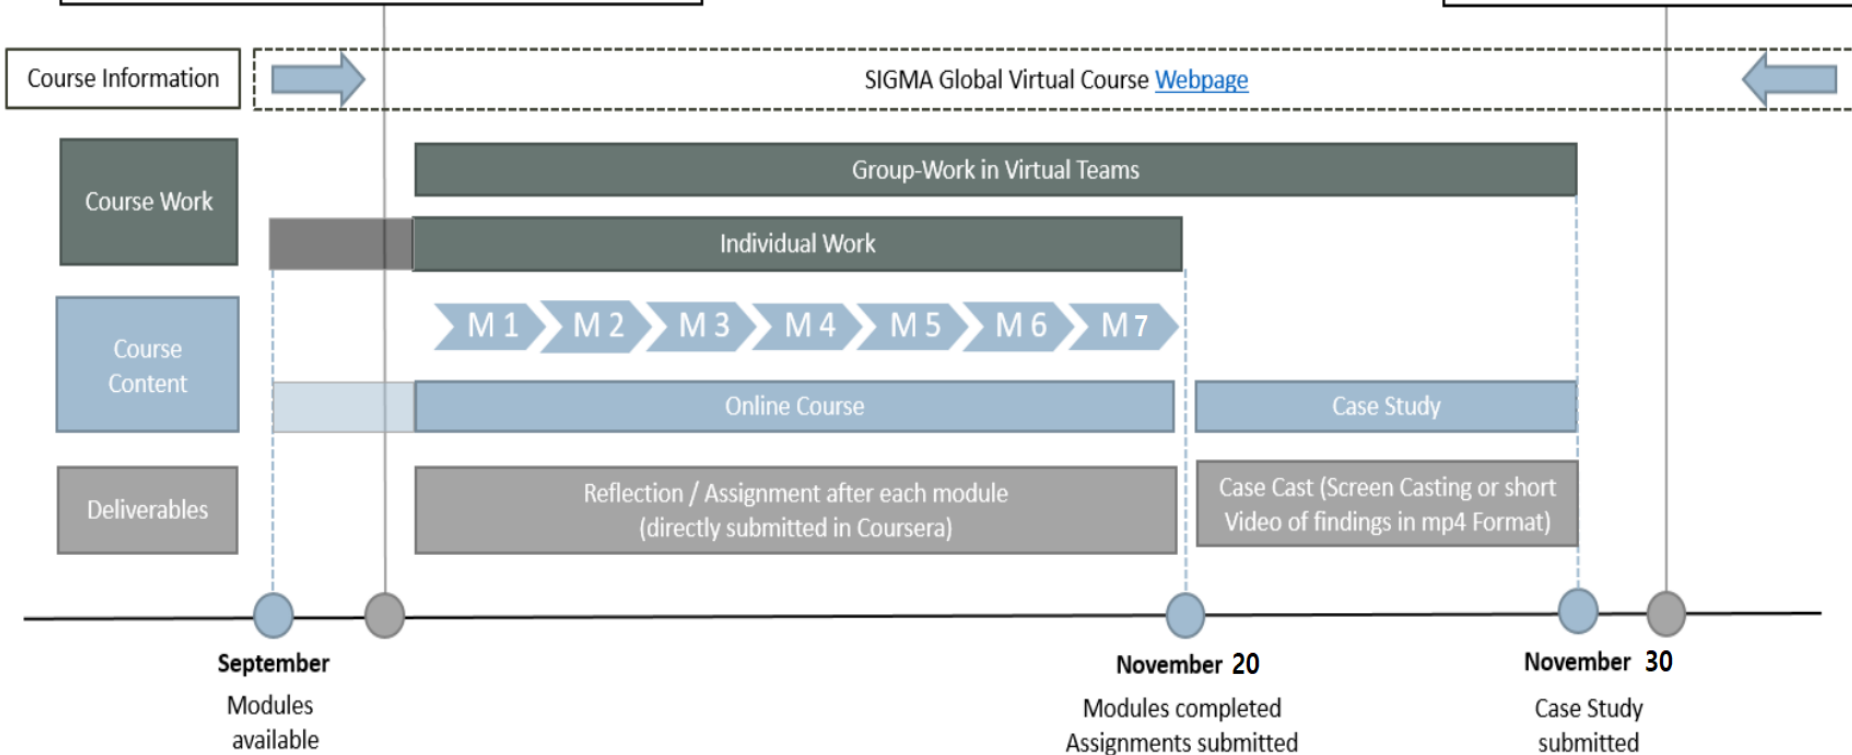 Course Information
SIGMA Global Virtual Course Webpage
Course Work
Group-Work in Virtual Teams
Individual Work
Course
Content
M 1
M 2
M 3
M 4
M 5
M 6
M 7
Online Course
Case Study
Deliverables
Reflection / Assignment after each module
(directly submitted in Coursera)
Case Cast (Screen Casting or short
Video of findings in mp4 Format)
September
Modules
available
November 20
Modules completed
Assignments submitted
November 30
Case Study
submitted